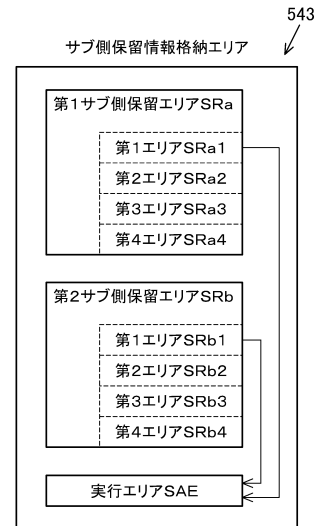 543
サブ側保留情報格納エリア
第1サブ側保留エリアSRa
第1エリアSRa1
第2エリアSRa2
第3エリアSRa3
第4エリアSRa4
第2サブ側保留エリアSRb
第1エリアSRb1
第2エリアSRb2
第3エリアSRb3
第4エリアSRb4
実行エリアSAE